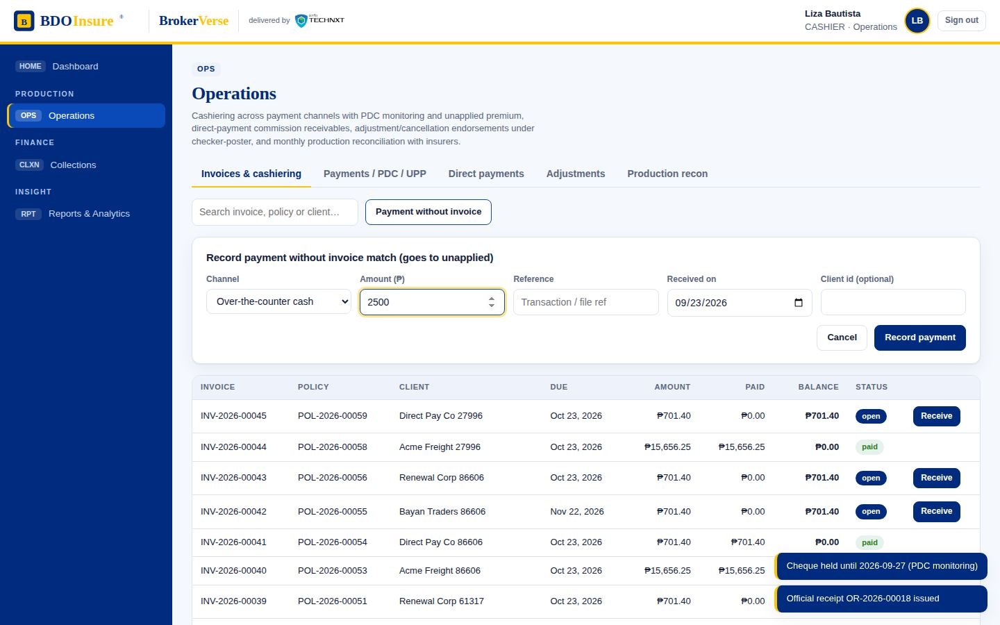 B BDOInsure ®
BrokerVerse
delivered by TECHNXT
Liza Bautista
CASHIER · Operations
LB
Sign out
HOME Dashboard
PRODUCTION
OPS Operations
FINANCE
CLXN Collections
INSIGHT
RPT Reports & Analytics
OPS
Operations
Cashiering across payment channels with PDC monitoring and unapplied premium,
direct-payment commission receivables, adjustment/cancellation endorsements under
checker-poster, and monthly production reconciliation with insurers.
Invoices & cashiering Payments / PDC / UPP Direct payments Adjustments Production recon
Search invoice, policy or client… Payment without invoice
Record payment without invoice match (goes to unapplied)
Channel Amount (₱) Reference Received on Client id (optional)
Over-the-counter cash 2500 Transaction / file ref 09/23/2026
Cancel Record payment
INVOICE POLICY CLIENT DUE AMOUNT PAID BALANCE STATUS
INV-2026-00045 POL-2026-00059 Direct Pay Co 27996 Oct 23, 2026 ₱701.40 ₱0.00 ₱701.40 open Receive
INV-2026-00044 POL-2026-00058 Acme Freight 27996 Oct 23, 2026 ₱15,656.25 ₱15,656.25 ₱0.00 paid
INV-2026-00043 POL-2026-00056 Renewal Corp 86606 Oct 23, 2026 ₱701.40 ₱0.00 ₱701.40 open Receive
INV-2026-00042 POL-2026-00055 Bayan Traders 86606 Nov 22, 2026 ₱701.40 ₱0.00 ₱701.40 open Receive
INV-2026-00041 POL-2026-00054 Direct Pay Co 86606 Oct 23, 2026 ₱701.40 ₱701.40 ₱0.00 paid
INV-2026-00040 POL-2026-00053 Acme Freight 86606 Oct 23, 2026 ₱15,656.25 ₱15,656.25
Cheque held until 2026-09-27 (PDC monitoring)
INV-2026-00039 POL-2026-00051 Renewal Corp 61317 Oct 23, 2026 ₱701.40 ₱0.00
Official receipt OR-2026-00018 issued